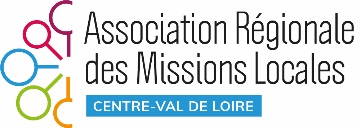 Association Régionale
des Missions Locales
CENTRE-VAL DE LOIRE